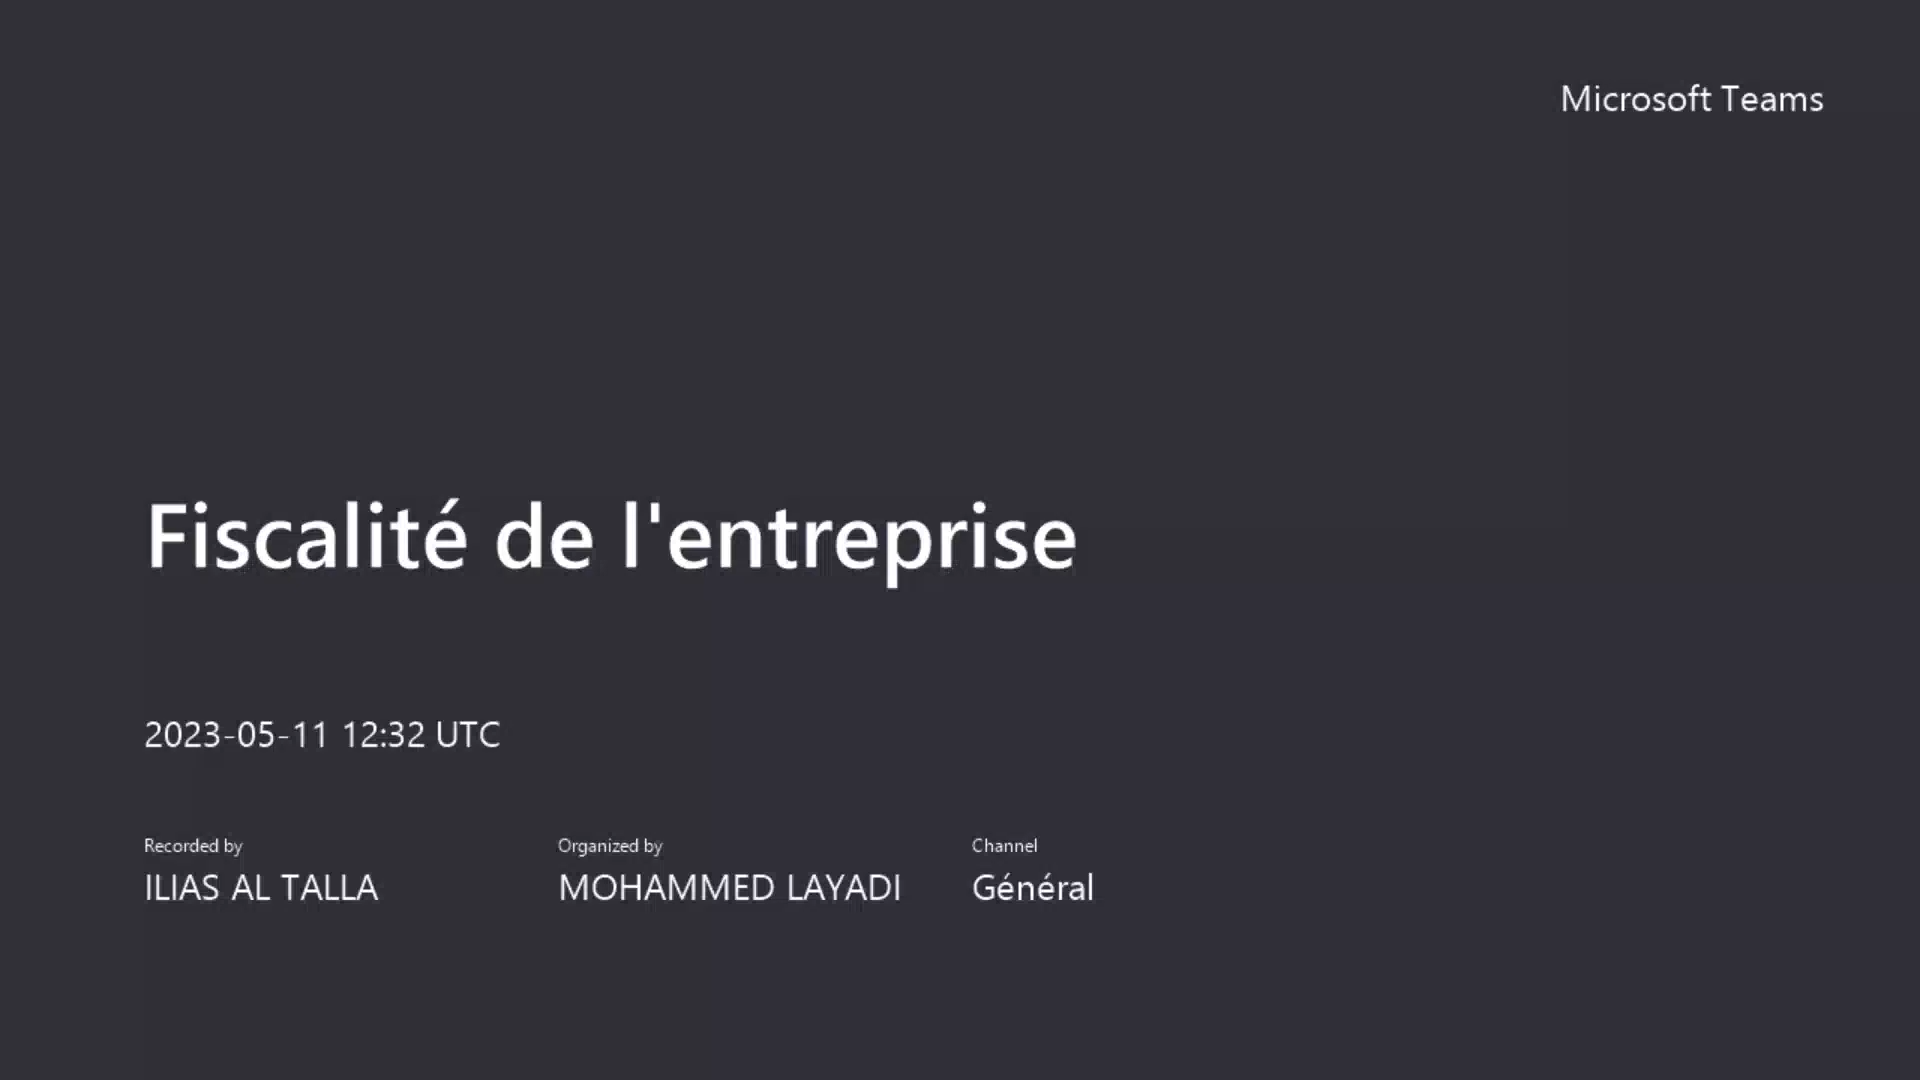 Microsoft Teams
Fiscalité de l'entreprise
2023-05-11 12:32 UTC
Recorded by
ILIAS AL TALLA
Organized by
MOHAMMED LAYADI
Channel
Général